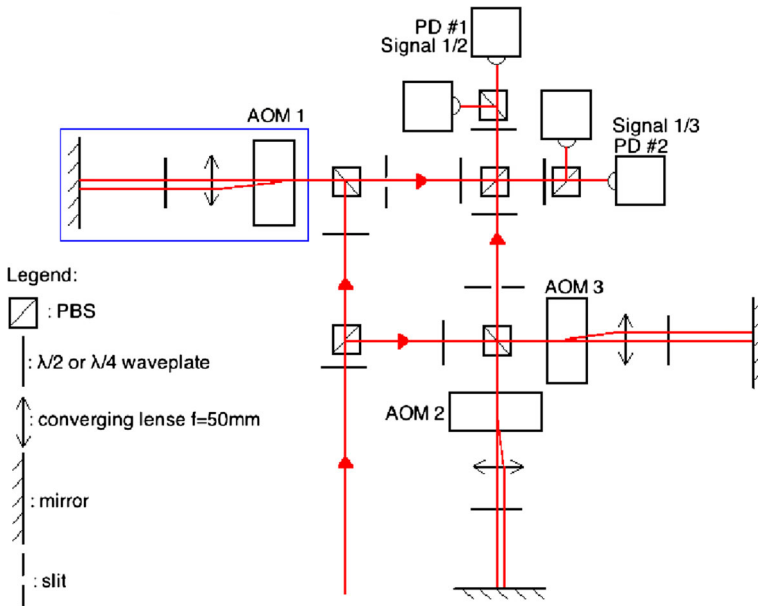 PD #1
Signal 1/2
AOM 1
Signal 1/3
PD #2
Legend:
: PBS
AOM 3
: λ/2 or λ/4 waveplate
AOM 2
: converging lense f=50mm
: mirror
: slit